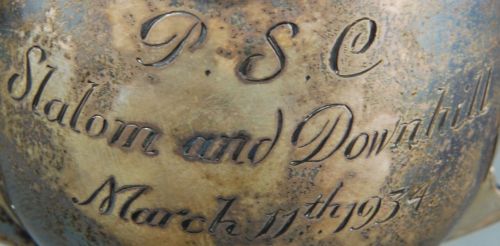 P. S. C
Slalom and Downhill
March 11th 1934